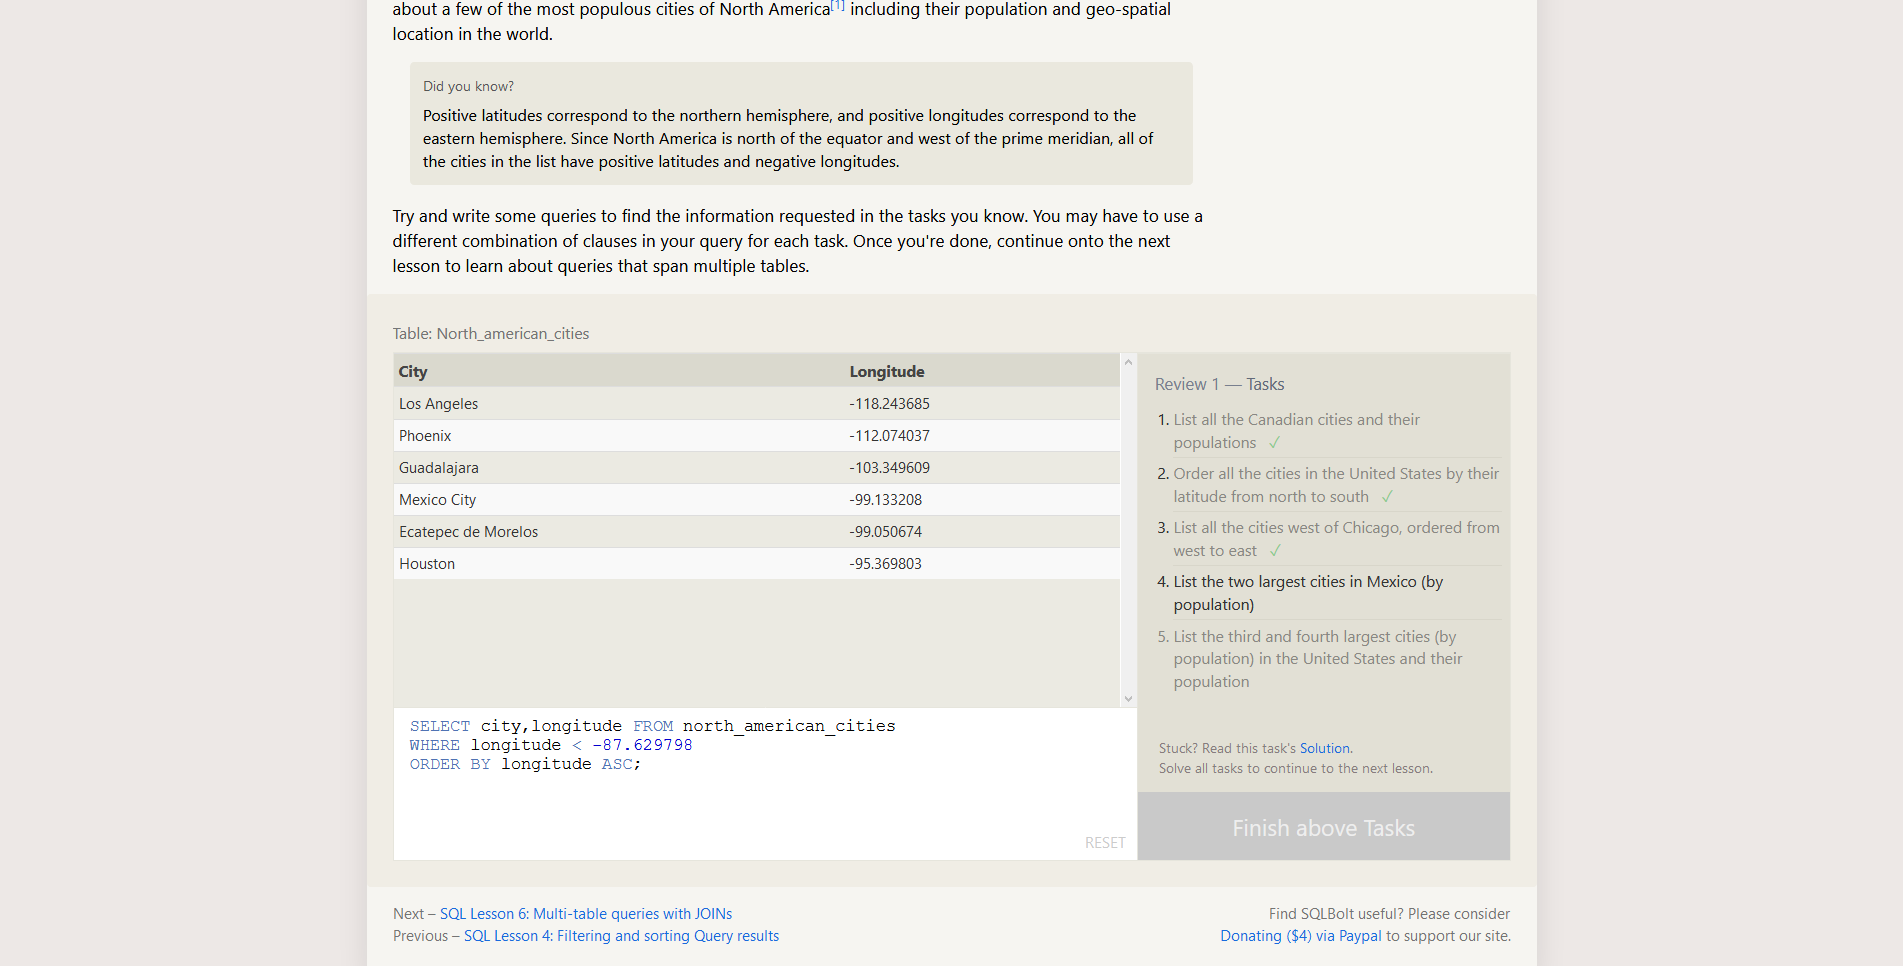 about a few of the most populous cities of North America[1] including their population and geo-spatial
location in the world.
Did you know?
Positive latitudes correspond to the northern hemisphere, and positive longitudes correspond to the
eastern hemisphere. Since North America is north of the equator and west of the prime meridian, all of
the cities in the list have positive latitudes and negative longitudes.
Try and write some queries to find the information requested in the tasks you know. You may have to use a
different combination of clauses in your query for each task. Once you're done, continue onto the next
lesson to learn about queries that span multiple tables.
Table: North_american_cities
City Longitude
Los Angeles -118.243685
Phoenix -112.074037
Guadalajara -103.349609
Mexico City -99.133208
Ecatepec de Morelos -99.050674
Houston -95.369803
SELECT city,longitude FROM north_american_cities
WHERE longitude < -87.629798
ORDER BY longitude ASC;
RESET
Review 1 — Tasks
1. List all the Canadian cities and their
populations ✓
2. Order all the cities in the United States by their
latitude from north to south ✓
3. List all the cities west of Chicago, ordered from
west to east ✓
4. List the two largest cities in Mexico (by
population)
5. List the third and fourth largest cities (by
population) in the United States and their
population
Stuck? Read this task's Solution.
Solve all tasks to continue to the next lesson.
Finish above Tasks
Next – SQL Lesson 6: Multi-table queries with JOINs
Previous – SQL Lesson 4: Filtering and sorting Query results
Find SQLBolt useful? Please consider
Donating ($4) via Paypal to support our site.